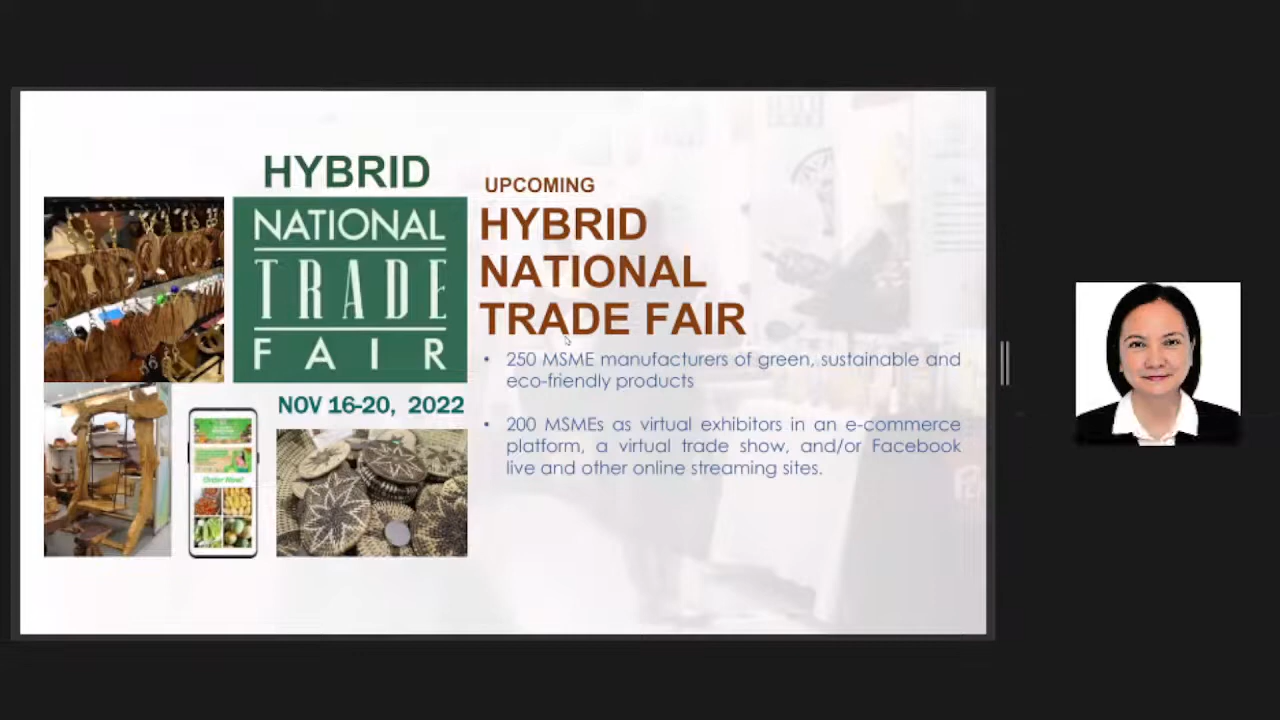 HYBRID
NATIONAL
TRADE
FAIR
NOV 16-20, 2022
Order Now!
UPCOMING
HYBRID
NATIONAL
TRADE FAIR
• 250 MSME manufacturers of green, sustainable and
eco-friendly products
• 200 MSMEs as virtual exhibitors in an e-commerce
platform, a virtual trade show, and/or Facebook
live and other online streaming sites.